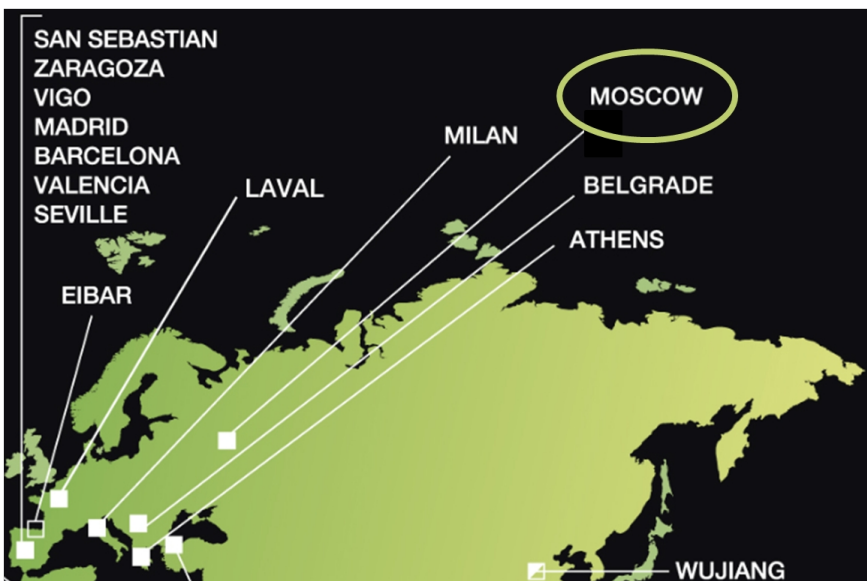 SAN SEBASTIAN
ZARAGOZA
VIGO
MADRID
BARCELONA
VALENCIA
SEVILLE
MOSCOW
MILAN
LAVAL
BELGRADE
ATHENS
EIBAR
WUJIANG